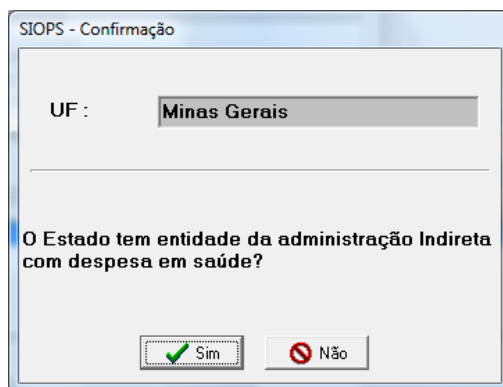 SIOPS - Confirmação
UF : Minas Gerais
O Estado tem entidade da administração Indireta
com despesa em saúde?
Sim Não